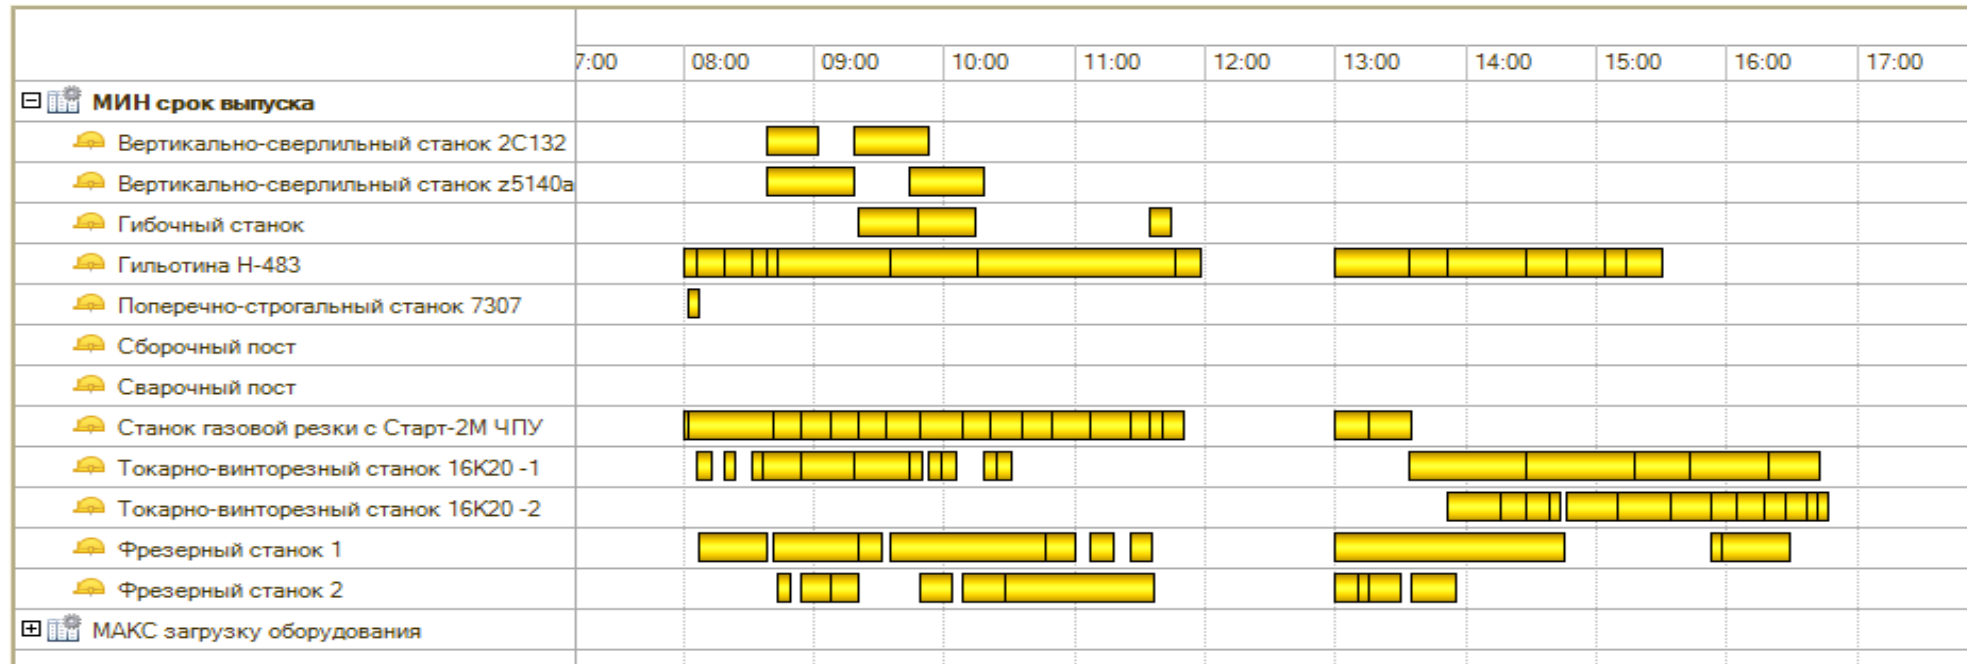 7:00 08:00 09:00 10:00 11:00 12:00 13:00 14:00 15:00 16:00 17:00
МИН срок выпуска
Вертикально-сверлильный станок 2С132
Вертикально-сверлильный станок z5140a
Гибочный станок
Гильотина Н-483
Поперечно-строгальный станок 7307
Сборочный пост
Сварочный пост
Станок газовой резки с Старт-2М ЧПУ
Токарно-винторезный станок 16К20 -1
Токарно-винторезный станок 16К20 -2
Фрезерный станок 1
Фрезерный станок 2
МАКС загрузку оборудования